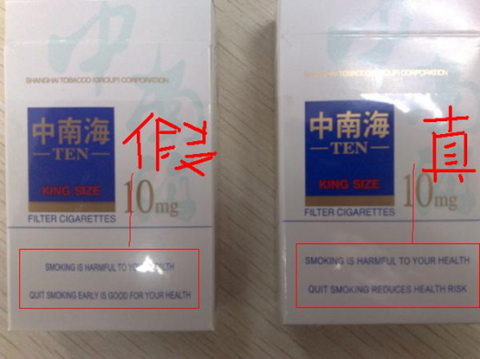 SHANGHAI TOBACCO (GROUP) CORPORATION
中南海
TEN
KING SIZE
10mg
FILTER CIGARETTES
SMOKING IS HARMFUL TO YOUR HEALTH
QUIT SMOKING EARLY IS GOOD FOR YOUR HEALTH
假
SHANGHAI TOBACCO (GROUP) CORPORATION
中南海
TEN
KING SIZE
10mg
FILTER CIGARETTES
SMOKING IS HARMFUL TO YOUR HEALTH
QUIT SMOKING REDUCES HEALTH RISK
真